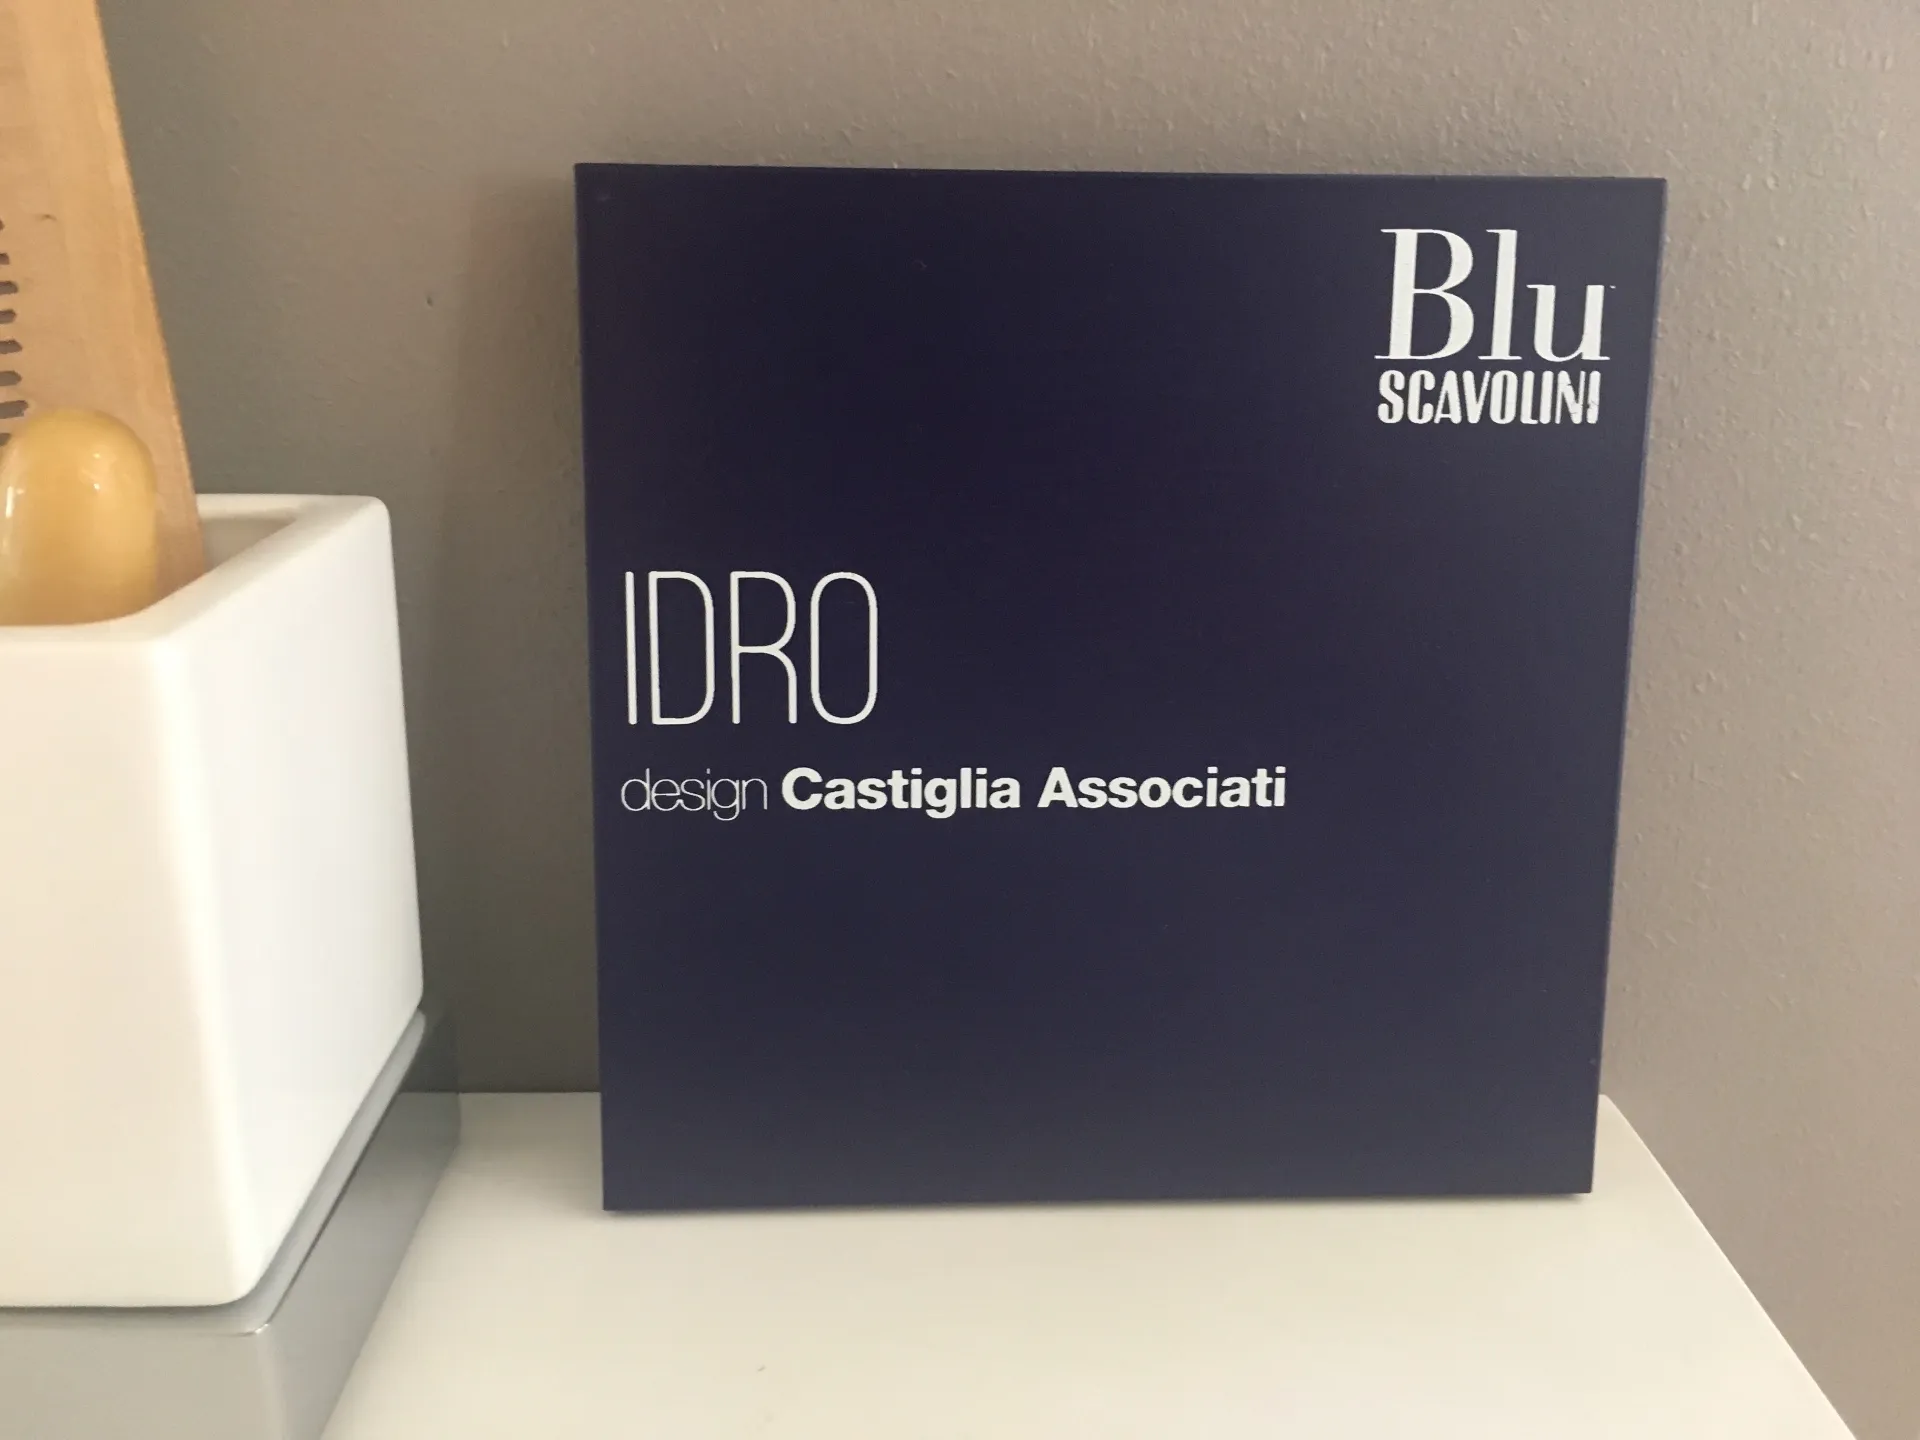 Blu
SCAVOLINI
IDRO
design Castiglia Associati